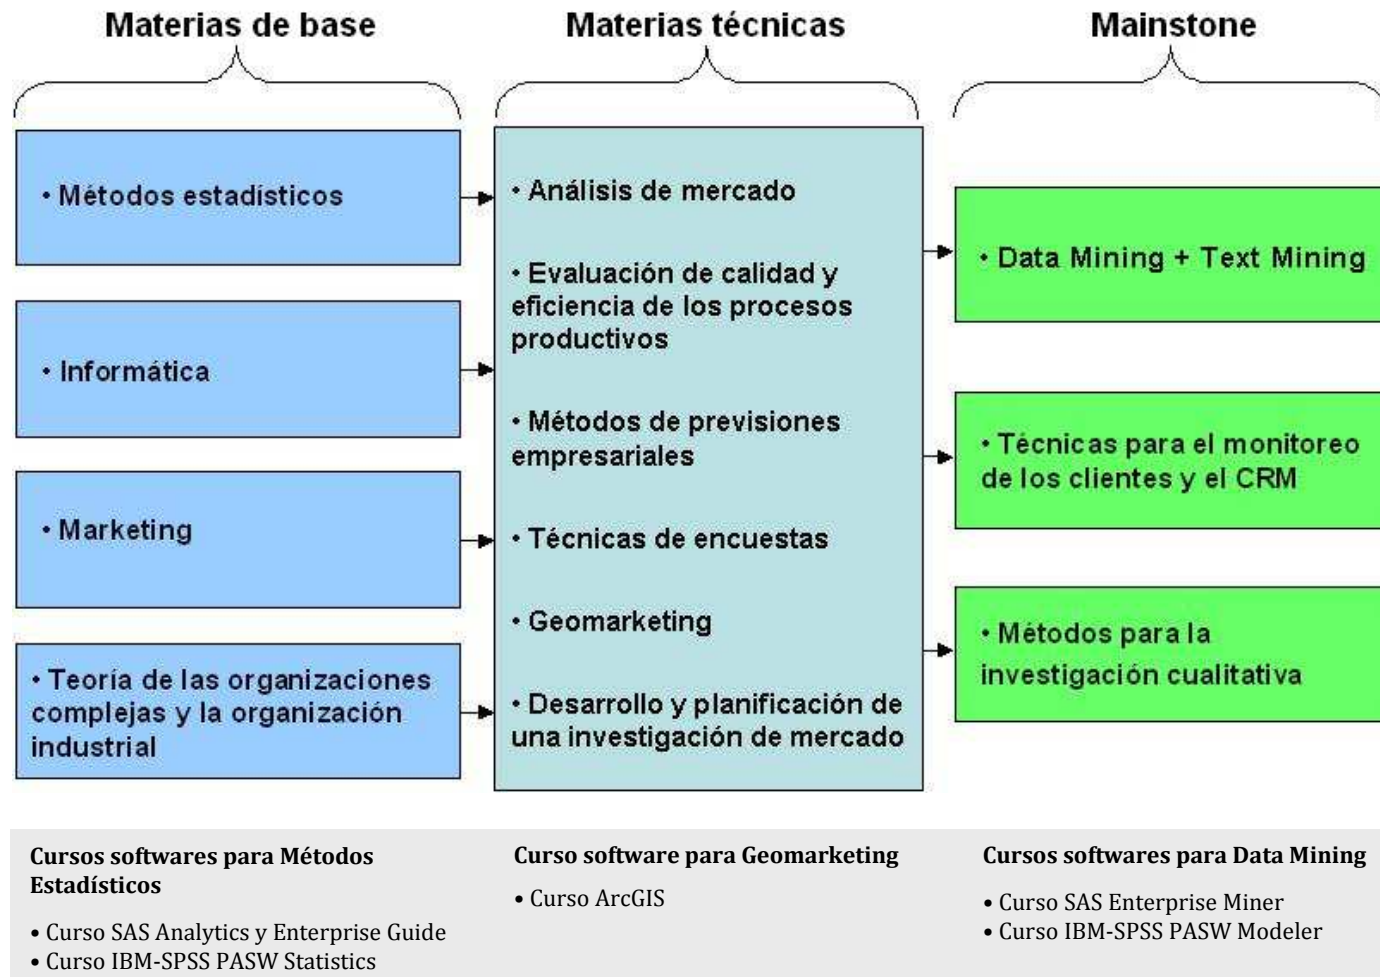 Materias de base
Materias técnicas
Mainstone
• Métodos estadísticos
• Informática
• Marketing
• Teoría de las organizaciones
complejas y la organización
industrial
• Análisis de mercado
• Evaluación de calidad y
eficiencia de los procesos
productivos
• Métodos de previsiones
empresariales
• Técnicas de encuestas
• Geomarketing
• Desarrollo y planificación de
una investigación de mercado
• Data Mining + Text Mining
• Técnicas para el monitoreo
de los clientes y el CRM
• Métodos para la
investigación cualitativa
Cursos softwares para Métodos
Estadísticos
• Curso SAS Analytics y Enterprise Guide
• Curso IBM-SPSS PASW Statistics
Curso software para Geomarketing
• Curso ArcGIS
Cursos softwares para Data Mining
• Curso SAS Enterprise Miner
• Curso IBM-SPSS PASW Modeler